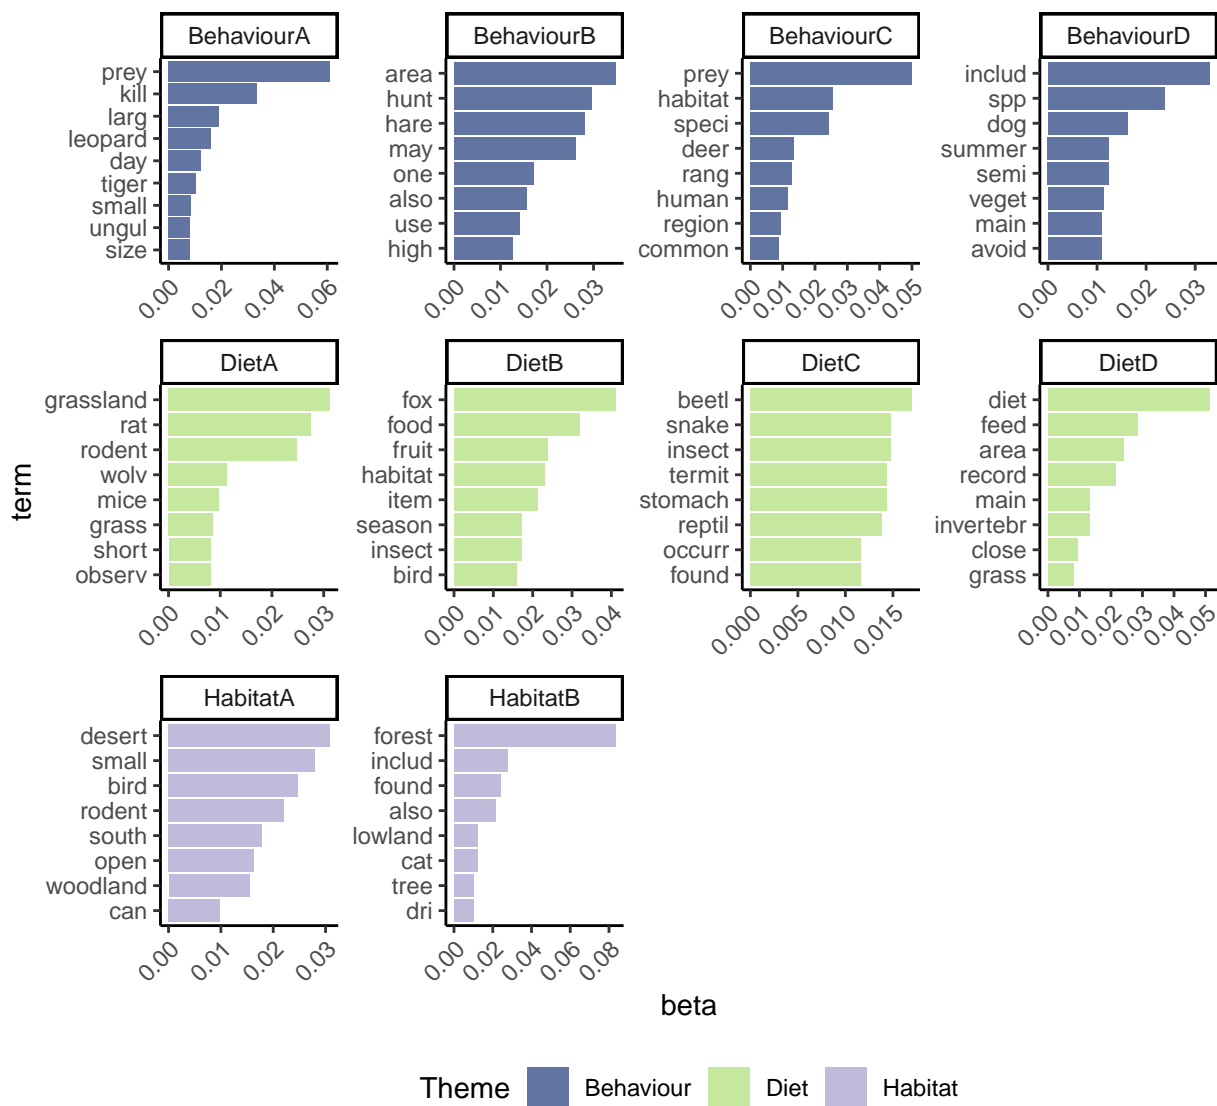 BehaviourA BehaviourB BehaviourC BehaviourD
prey
kill
larg
leopard
day
tiger
small
ungul
size
0.00 0.02 0.04 0.06
area
hunt
hare
may
one
also
use
high
0.00 0.01 0.02 0.03
prey
habitat
speci
deer
rang
human
region
common
0.00 0.01 0.02 0.03 0.04 0.05
includ
spp
dog
summer
semi
veget
main
avoid
0.00 0.01 0.02 0.03
DietA DietB DietC DietD
grassland
rat
rodent
wolv
mice
grass
short
observ
0.00 0.01 0.02 0.03
fox
food
fruit
habitat
item
season
insect
bird
0.00 0.01 0.02 0.03 0.04
beetl
snake
insect
termit
stomach
reptil
occurr
found
0.000 0.005 0.010 0.015
diet
feed
area
record
main
invertebr
close
grass
0.00 0.01 0.02 0.03 0.04 0.05
HabitatA HabitatB
desert
small
bird
rodent
south
open
woodland
can
0.00 0.01 0.02 0.03
forest
includ
found
also
lowland
cat
tree
dri
0.00 0.02 0.04 0.06 0.08
term
beta
Theme Behaviour Diet Habitat